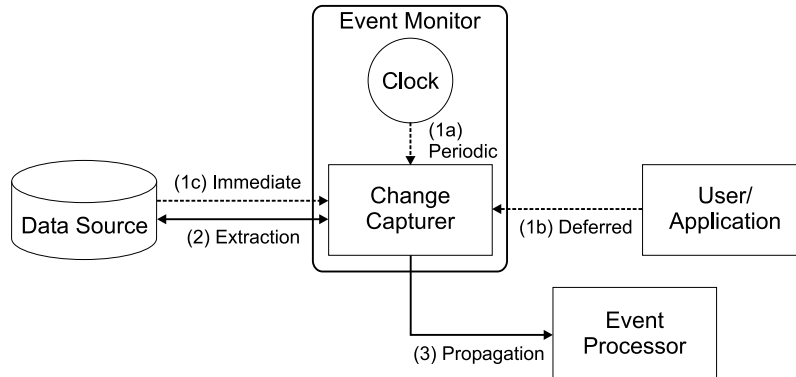 Event Monitor
Clock
(1a)
Periodic
(1c) Immediate
Data Source
(2) Extraction
Change
Capturer
(1b) Deferred
User/
Application
(3) Propagation
Event
Processor